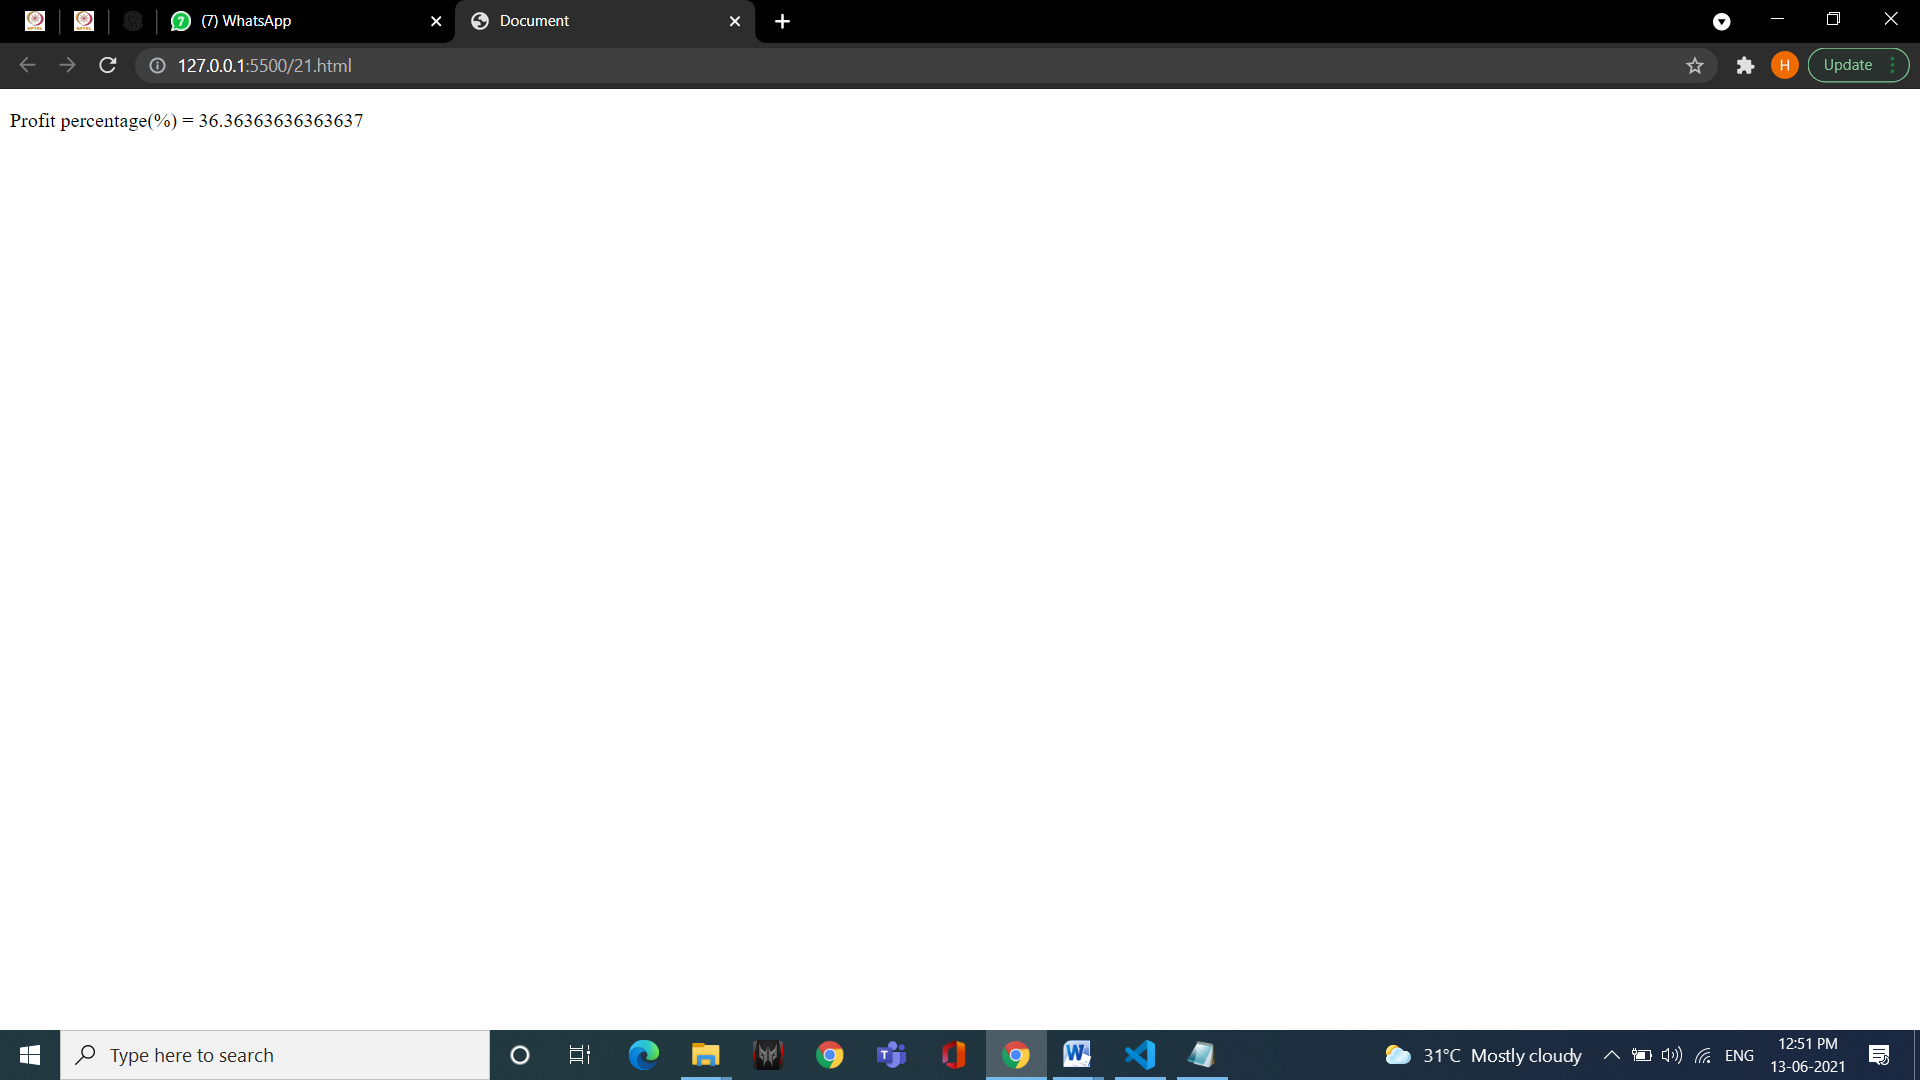 (7) WhatsApp
Document
127.0.0.1:5500/21.html
H
Update
Profit percentage(%) = 36.36363636363637
Type here to search
31°C Mostly cloudy
ENG
12:51 PM
13-06-2021